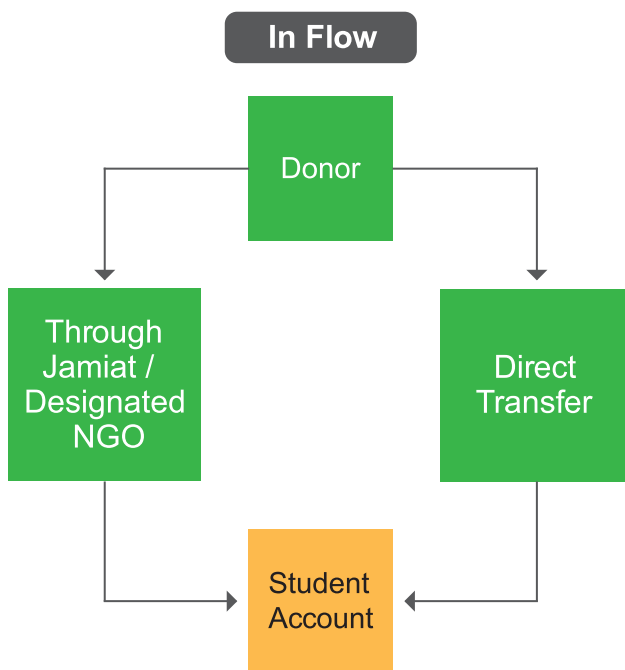 In Flow
Donor
Through
Jamiat /
Designated
NGO
Direct
Transfer
Student
Account